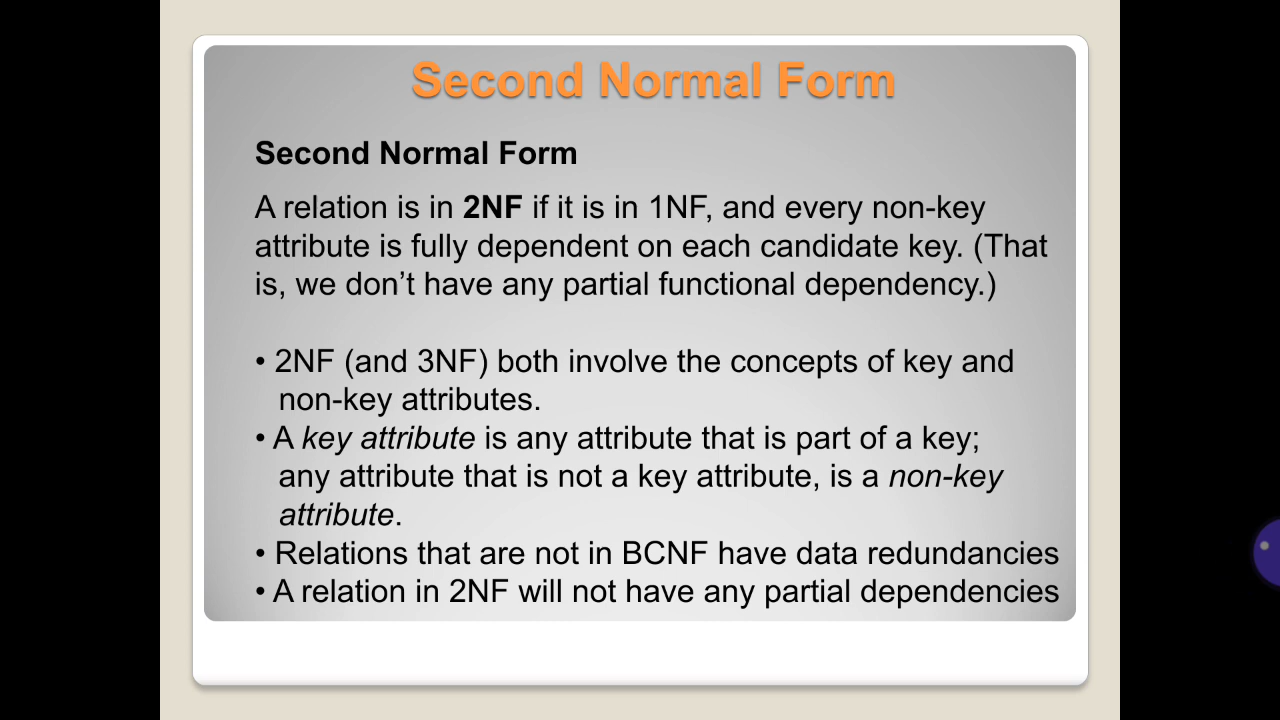 Second Normal Form
Second Normal Form
A relation is in 2NF if it is in 1NF, and every non-key
attribute is fully dependent on each candidate key. (That
is, we don’t have any partial functional dependency.)
• 2NF (and 3NF) both involve the concepts of key and
non-key attributes.
• A key attribute is any attribute that is part of a key;
any attribute that is not a key attribute, is a non-key
attribute.
• Relations that are not in BCNF have data redundancies
• A relation in 2NF will not have any partial dependencies